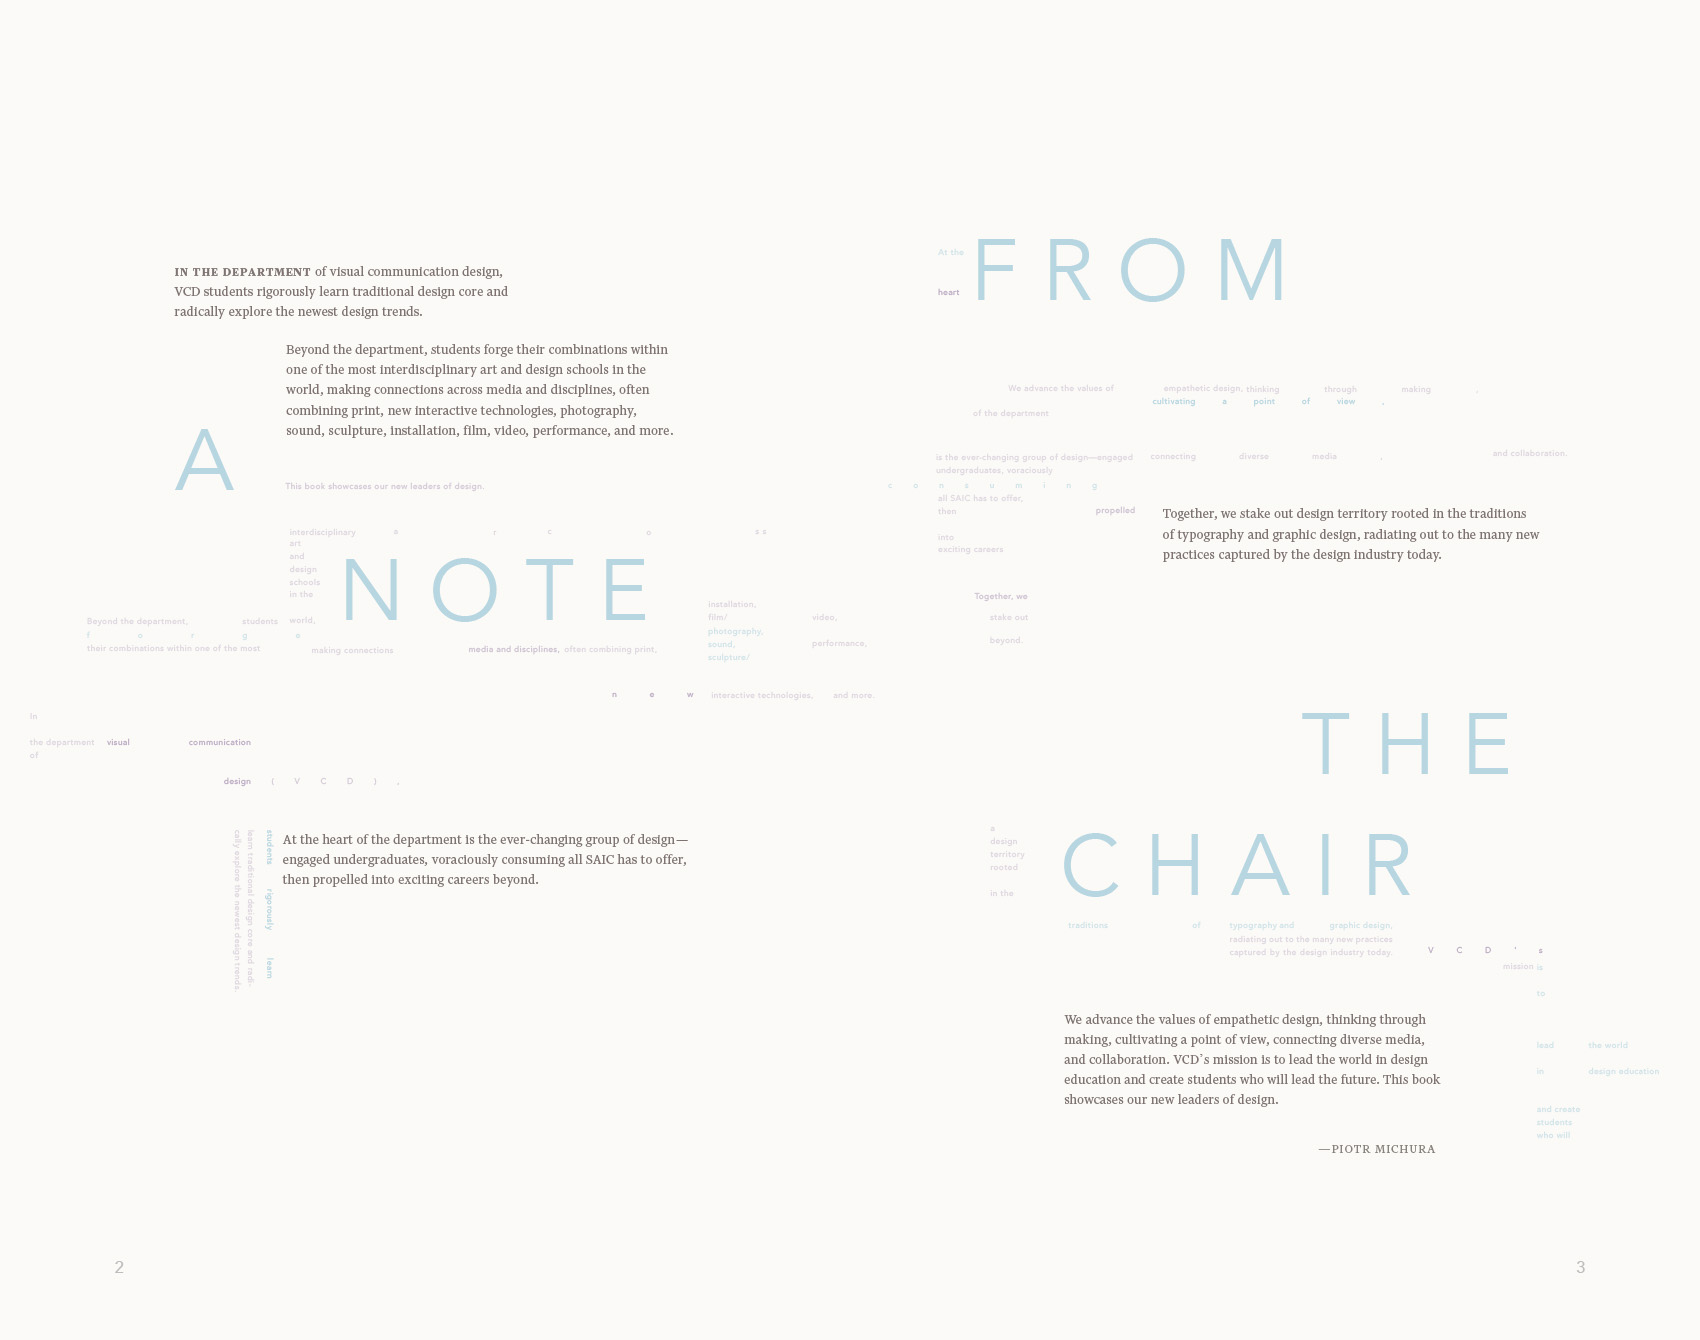 IN THE DEPARTMENT of visual communication design,
VCD students rigorously learn traditional design core and
radically explore the newest design trends.
Beyond the department, students forge their combinations within
one of the most interdisciplinary art and design schools in the
world, making connections across media and disciplines, often
combining print, new interactive technologies, photography,
sound, sculpture, installation, film, video, performance, and more.
A
This book showcases our new leaders of design.
interdisciplinary a r c o s s
art
and
design
schools
in the
NOTE
Beyond the department, students world,
f o r g e
their combinations within one of the most
making connections
media and disciplines, often combining print,
installation,
film/ video,
photography,
sound, performance,
sculpture/
n e w interactive technologies, and more.
In
the department visual communication
of
design ( V C D ) ,
students rigorously learn
learn traditional design core and radi-
cally explore the newest design trends.
At the heart of the department is the ever-changing group of design—
engaged undergraduates, voraciously consuming all SAIC has to offer,
then propelled into exciting careers beyond.
2
At the
heart
FROM
We advance the values of empathetic design, thinking through making ,
cultivating a point of view ,
of the department
is the ever-changing group of design—engaged connecting diverse media , and collaboration.
undergraduates, voraciously
c o n s u m i n g
all SAIC has to offer,
then propelled
into
exciting careers
Together, we stake out design territory rooted in the traditions
of typography and graphic design, radiating out to the many new
practices captured by the design industry today.
Together, we
stake out
beyond.
THE
a
design
territory
rooted
in the
CHAIR
traditions of typography and graphic design,
radiating out to the many new practices
captured by the design industry today.
V C D ' s
mission is
to
lead the world
in design education
and create
students
who will
We advance the values of empathetic design, thinking through
making, cultivating a point of view, connecting diverse media,
and collaboration. VCD's mission is to lead the world in design
education and create students who will lead the future. This book
showcases our new leaders of design.
—PIOTR MICHURA
3